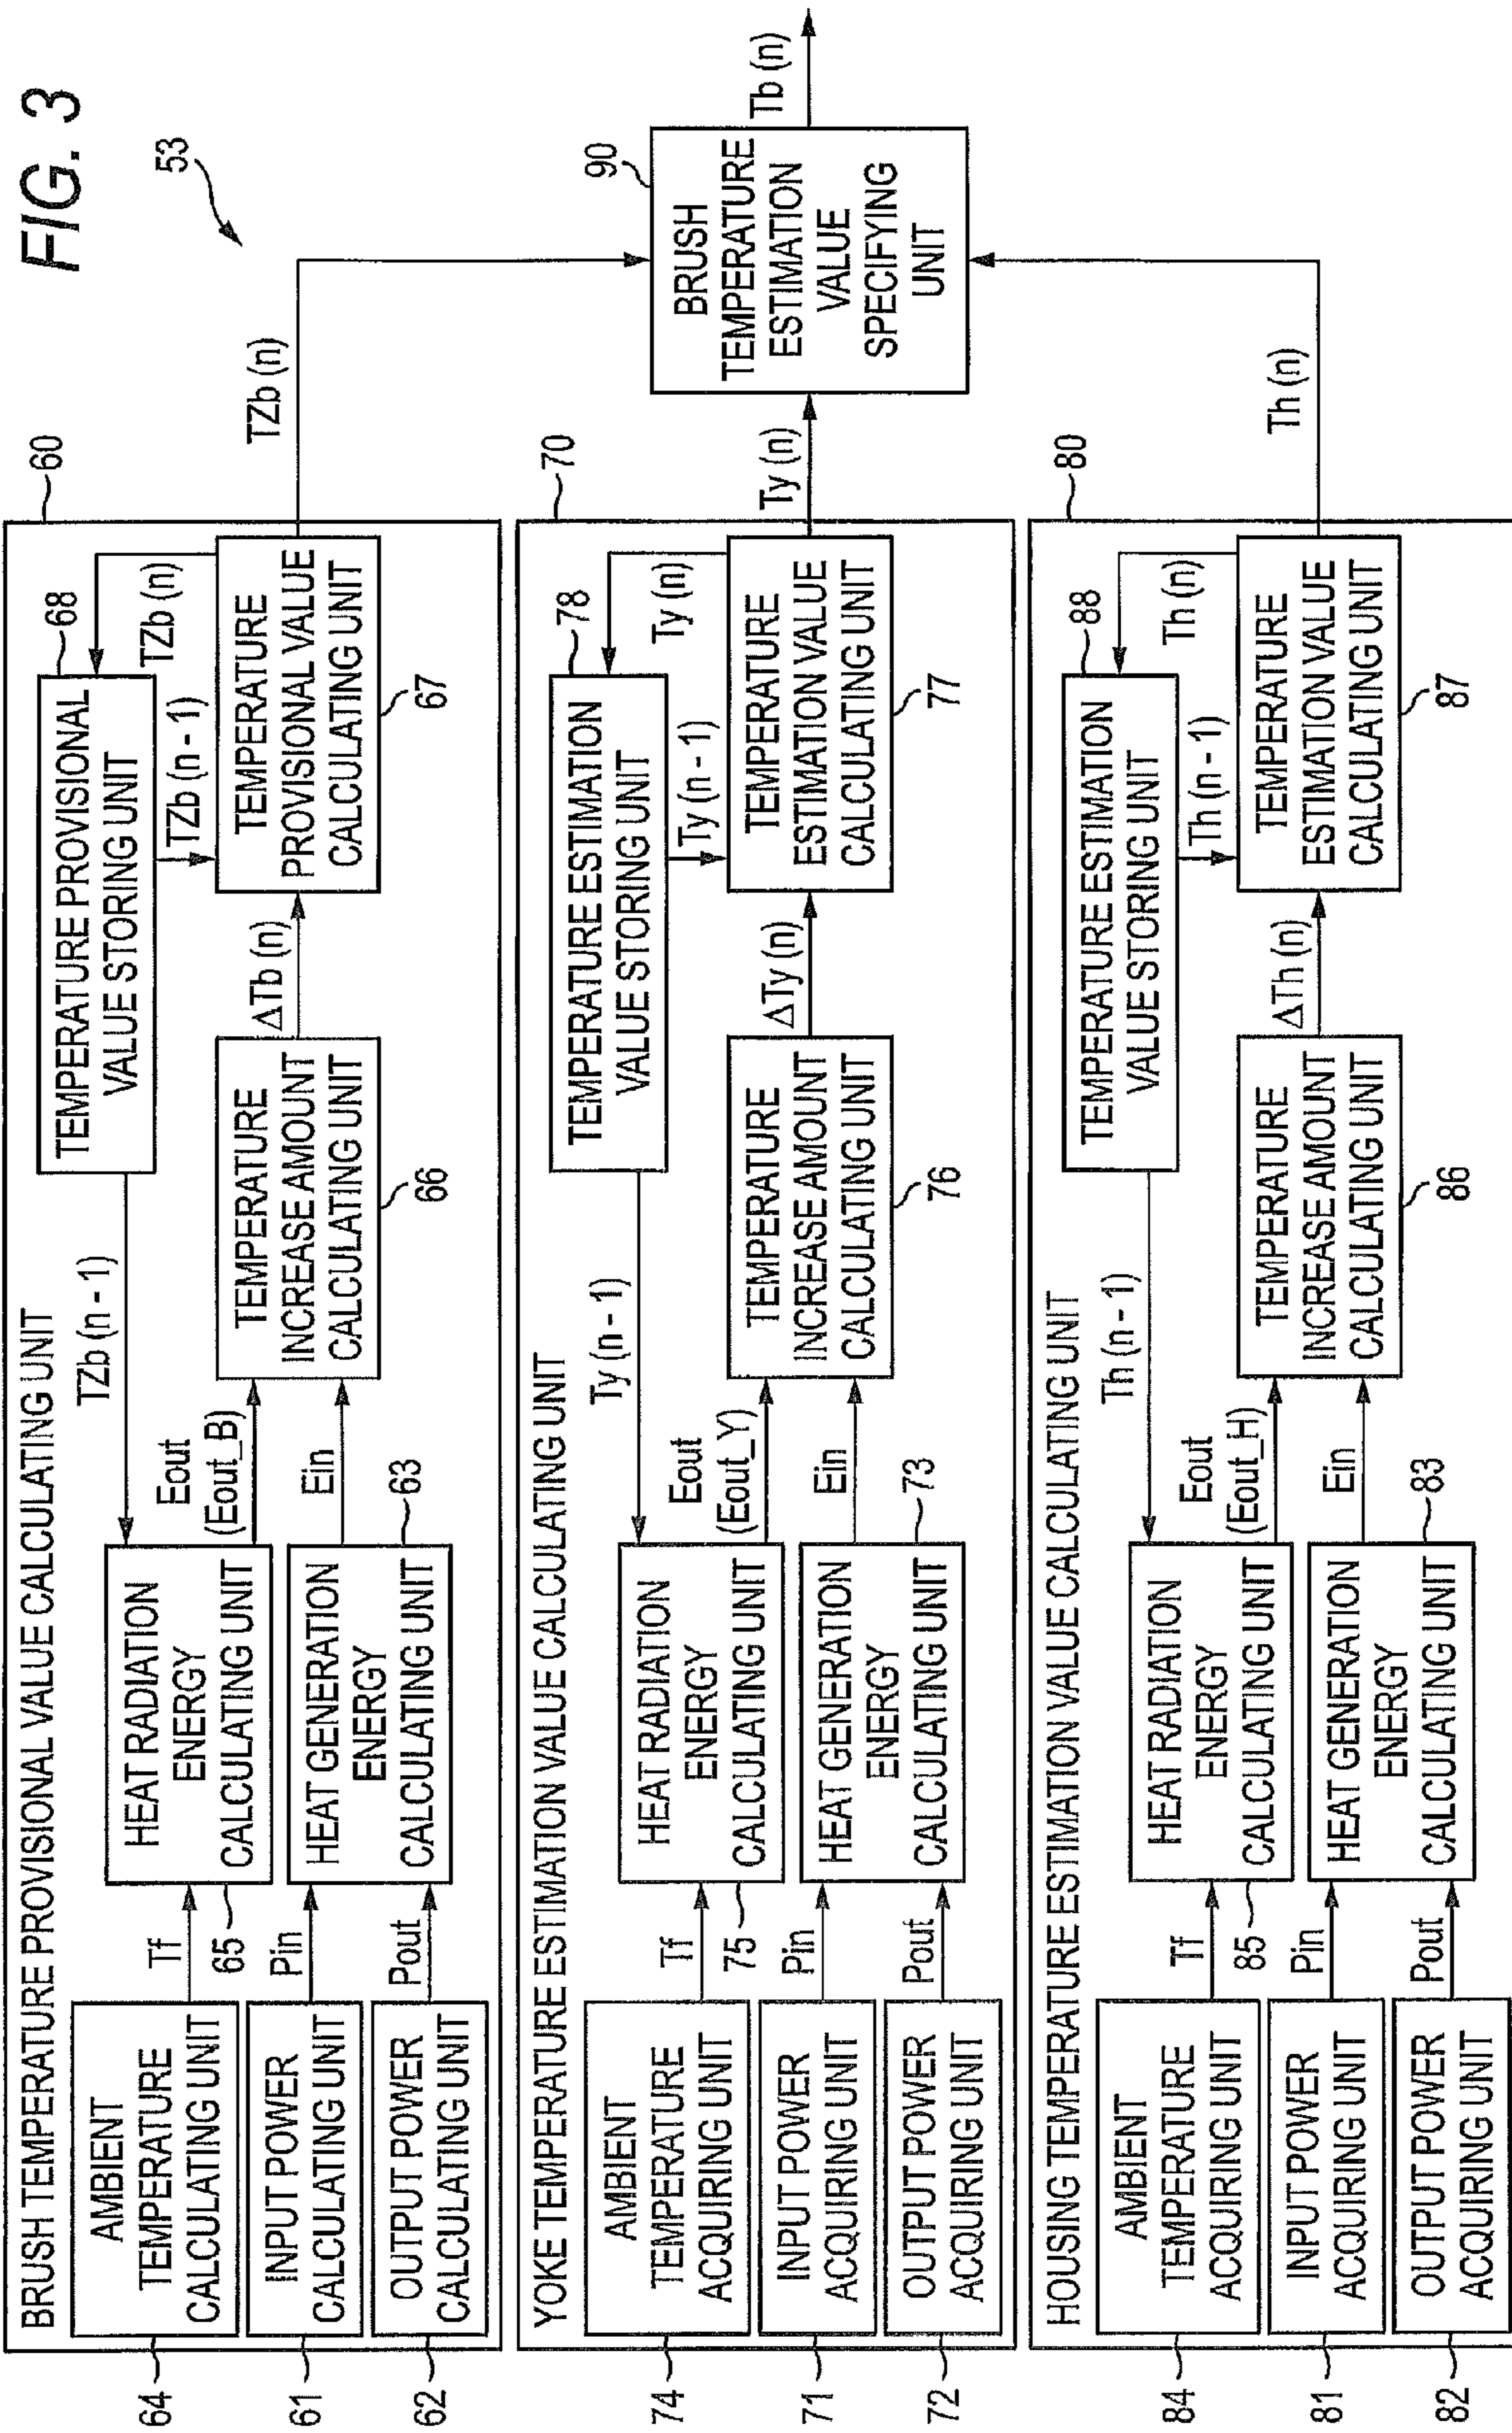 FIG. 3
53
BRUSH TEMPERATURE PROVISIONAL VALUE CALCULATING UNIT
60
64
AMBIENT
TEMPERATURE
CALCULATING UNIT
61
INPUT POWER
CALCULATING UNIT
62
OUTPUT POWER
CALCULATING UNIT
Tf
65
Pin
Pout
HEAT RADIATION
ENERGY
CALCULATING UNIT
HEAT GENERATION
ENERGY
CALCULATING UNIT
63
TZb (n - 1)
Eout
(Eout_B)
Ein
TEMPERATURE
INCREASE AMOUNT
CALCULATING UNIT
66
ΔTb (n)
TEMPERATURE PROVISIONAL
VALUE STORING UNIT
68
TZb (n - 1)
TZb (n)
TEMPERATURE
PROVISIONAL VALUE
CALCULATING UNIT
67
TZb (n)
YOKE TEMPERATURE ESTIMATION VALUE CALCULATING UNIT
70
74
AMBIENT
TEMPERATURE
ACQUIRING UNIT
71
INPUT POWER
ACQUIRING UNIT
72
OUTPUT POWER
ACQUIRING UNIT
Tf
75
Pin
Pout
HEAT RADIATION
ENERGY
CALCULATING UNIT
HEAT GENERATION
ENERGY
CALCULATING UNIT
73
Ty (n - 1)
Eout
(Eout_Y)
Ein
TEMPERATURE
INCREASE AMOUNT
CALCULATING UNIT
76
ΔTy (n)
TEMPERATURE ESTIMATION
VALUE STORING UNIT
78
Ty (n - 1)
Ty (n)
TEMPERATURE
ESTIMATION VALUE
CALCULATING UNIT
77
Ty (n)
HOUSING TEMPERATURE ESTIMATION VALUE CALCULATING UNIT
80
84
AMBIENT
TEMPERATURE
ACQUIRING UNIT
81
INPUT POWER
ACQUIRING UNIT
82
OUTPUT POWER
ACQUIRING UNIT
Tf
85
Pin
Pout
HEAT RADIATION
ENERGY
CALCULATING UNIT
HEAT GENERATION
ENERGY
CALCULATING UNIT
83
Th (n - 1)
Eout
(Eout_H)
Ein
TEMPERATURE
INCREASE AMOUNT
CALCULATING UNIT
86
ΔTh (n)
TEMPERATURE ESTIMATION
VALUE STORING UNIT
88
Th (n - 1)
Th (n)
TEMPERATURE
ESTIMATION VALUE
CALCULATING UNIT
87
Th (n)
BRUSH
TEMPERATURE
ESTIMATION
VALUE
SPECIFYING
UNIT
90
Tb (n)